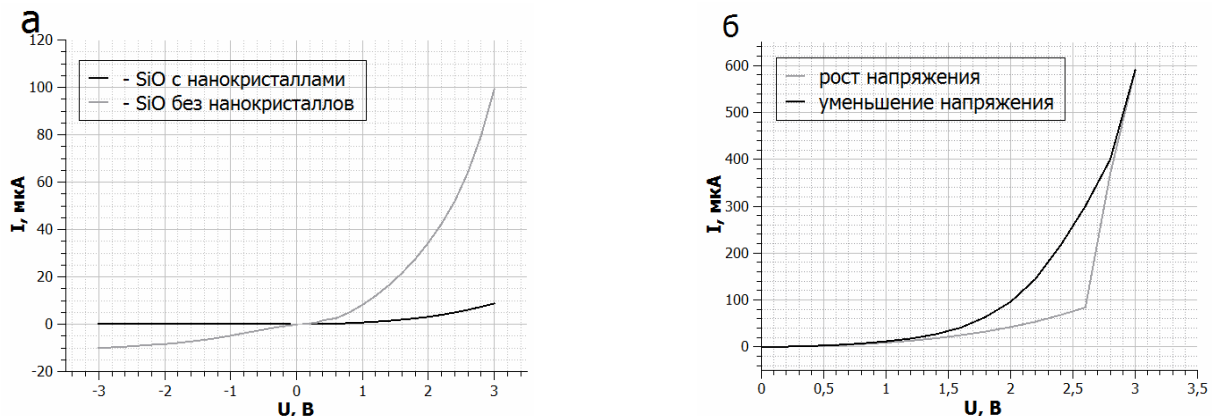 а
120
100
80
60
40
20
0
-20
I, мкА
- SiO с нанокристаллами
- SiO без нанокристаллов
-3 -2 -1 0 1 2 3
U, В
б
600
500
400
300
200
100
0
I, мкА
рост напряжения
уменьшение напряжения
0 0,5 1 1,5 2 2,5 3 3,5
U, В